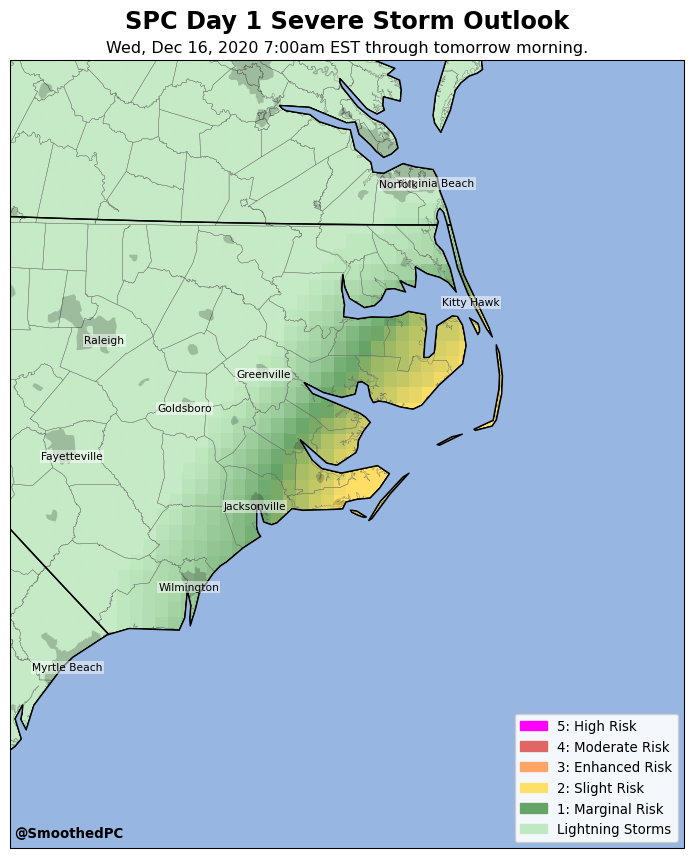 SPC Day 1 Severe Storm Outlook
Wed, Dec 16, 2020 7:00am EST through tomorrow morning.
Norfolk
Virginia Beach
Kitty Hawk
Raleigh
Greenville
Goldsboro
Fayetteville
Jacksonville
Wilmington
Myrtle Beach
5: High Risk
4: Moderate Risk
3: Enhanced Risk
2: Slight Risk
1: Marginal Risk
Lightning Storms
@SmoothedPC